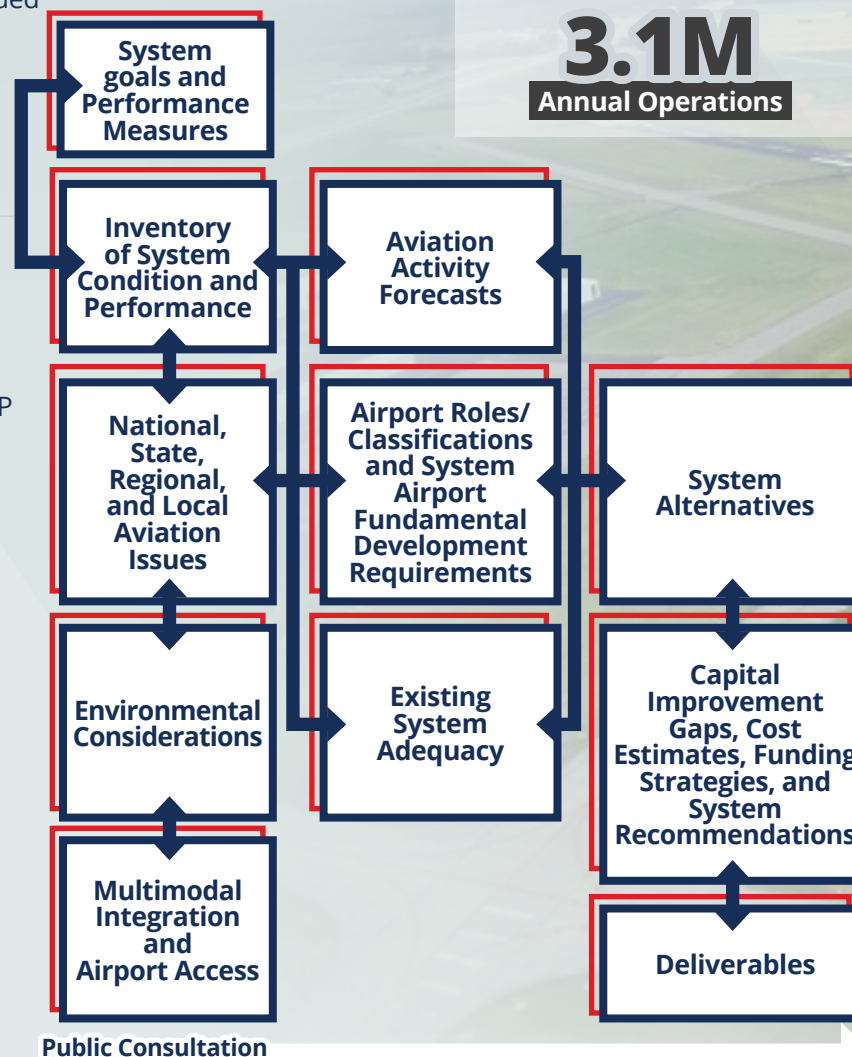 3.1M
Annual Operations
System
goals and
Performance
Measures
Inventory
of System
Condition and
Performance
Aviation
Activity
Forecasts
P
National,
State,
Regional,
and Local
Aviation
Issues
Airport Roles/
Classifications
and System
Airport
Fundamental
Development
Requirements
System
Alternatives
Environmental
Considerations
Existing
System
Adequacy
Capital
Improvement
Gaps, Cost
Estimates, Funding
Strategies, and
System
Recommendations
Multimodal
Integration
and
Airport Access
Deliverables
Public Consultation